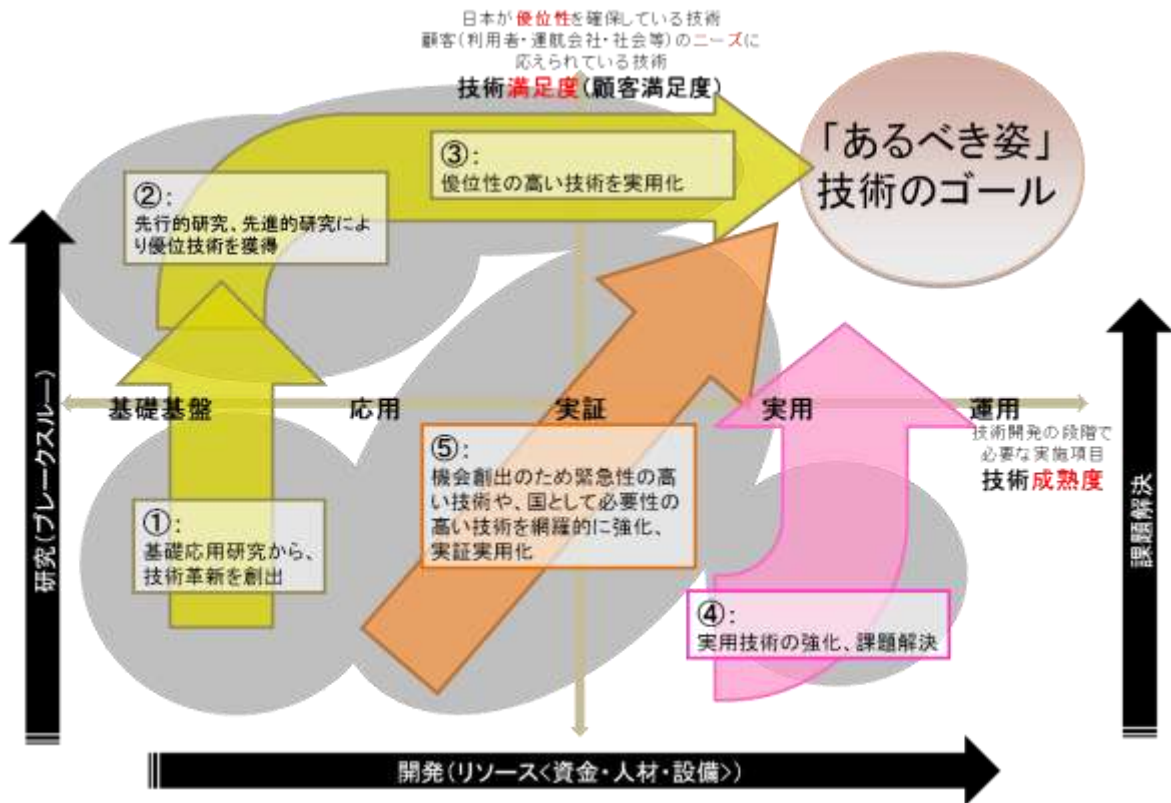 日本が優位性を確保している技術
顧客(利用者・運航会社・社会等)のニーズに
応えられている技術
技術満足度(顧客満足度)
「あるべき姿」
技術のゴール
③:
優位性の高い技術を実用化
②:
先行的研究、先進的研究によ
り優位技術を獲得
基礎基盤
応用
実証
実用
運用
技術開発の段階で
必要な実施項目
技術成熟度
⑤:
機会創出のため緊急性の高
い技術や、国として必要性の
高い技術を網羅的に強化、
実証実用化
①:
基礎応用研究から、
技術革新を創出
④:
実用技術の強化、課題解決
研究(ブレークスルー)
課題解決
開発(リソース<資金・人材・設備>)